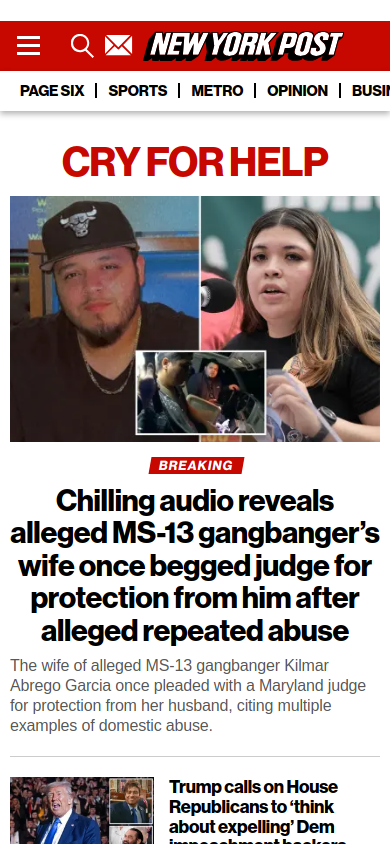 NEW YORK POST
PAGE SIX
SPORTS
METRO
OPINION
BUSI
CRY FOR HELP
BREAKING
Chilling audio reveals
alleged MS-13 gangbanger’s
wife once begged judge for
protection from him after
alleged repeated abuse
The wife of alleged MS-13 gangbanger Kilmar
Abrego Garcia once pleaded with a Maryland judge
for protection from her husband, citing multiple
examples of domestic abuse.
Trump calls on House
Republicans to ‘think
about expelling’ Dem
impeachment backers